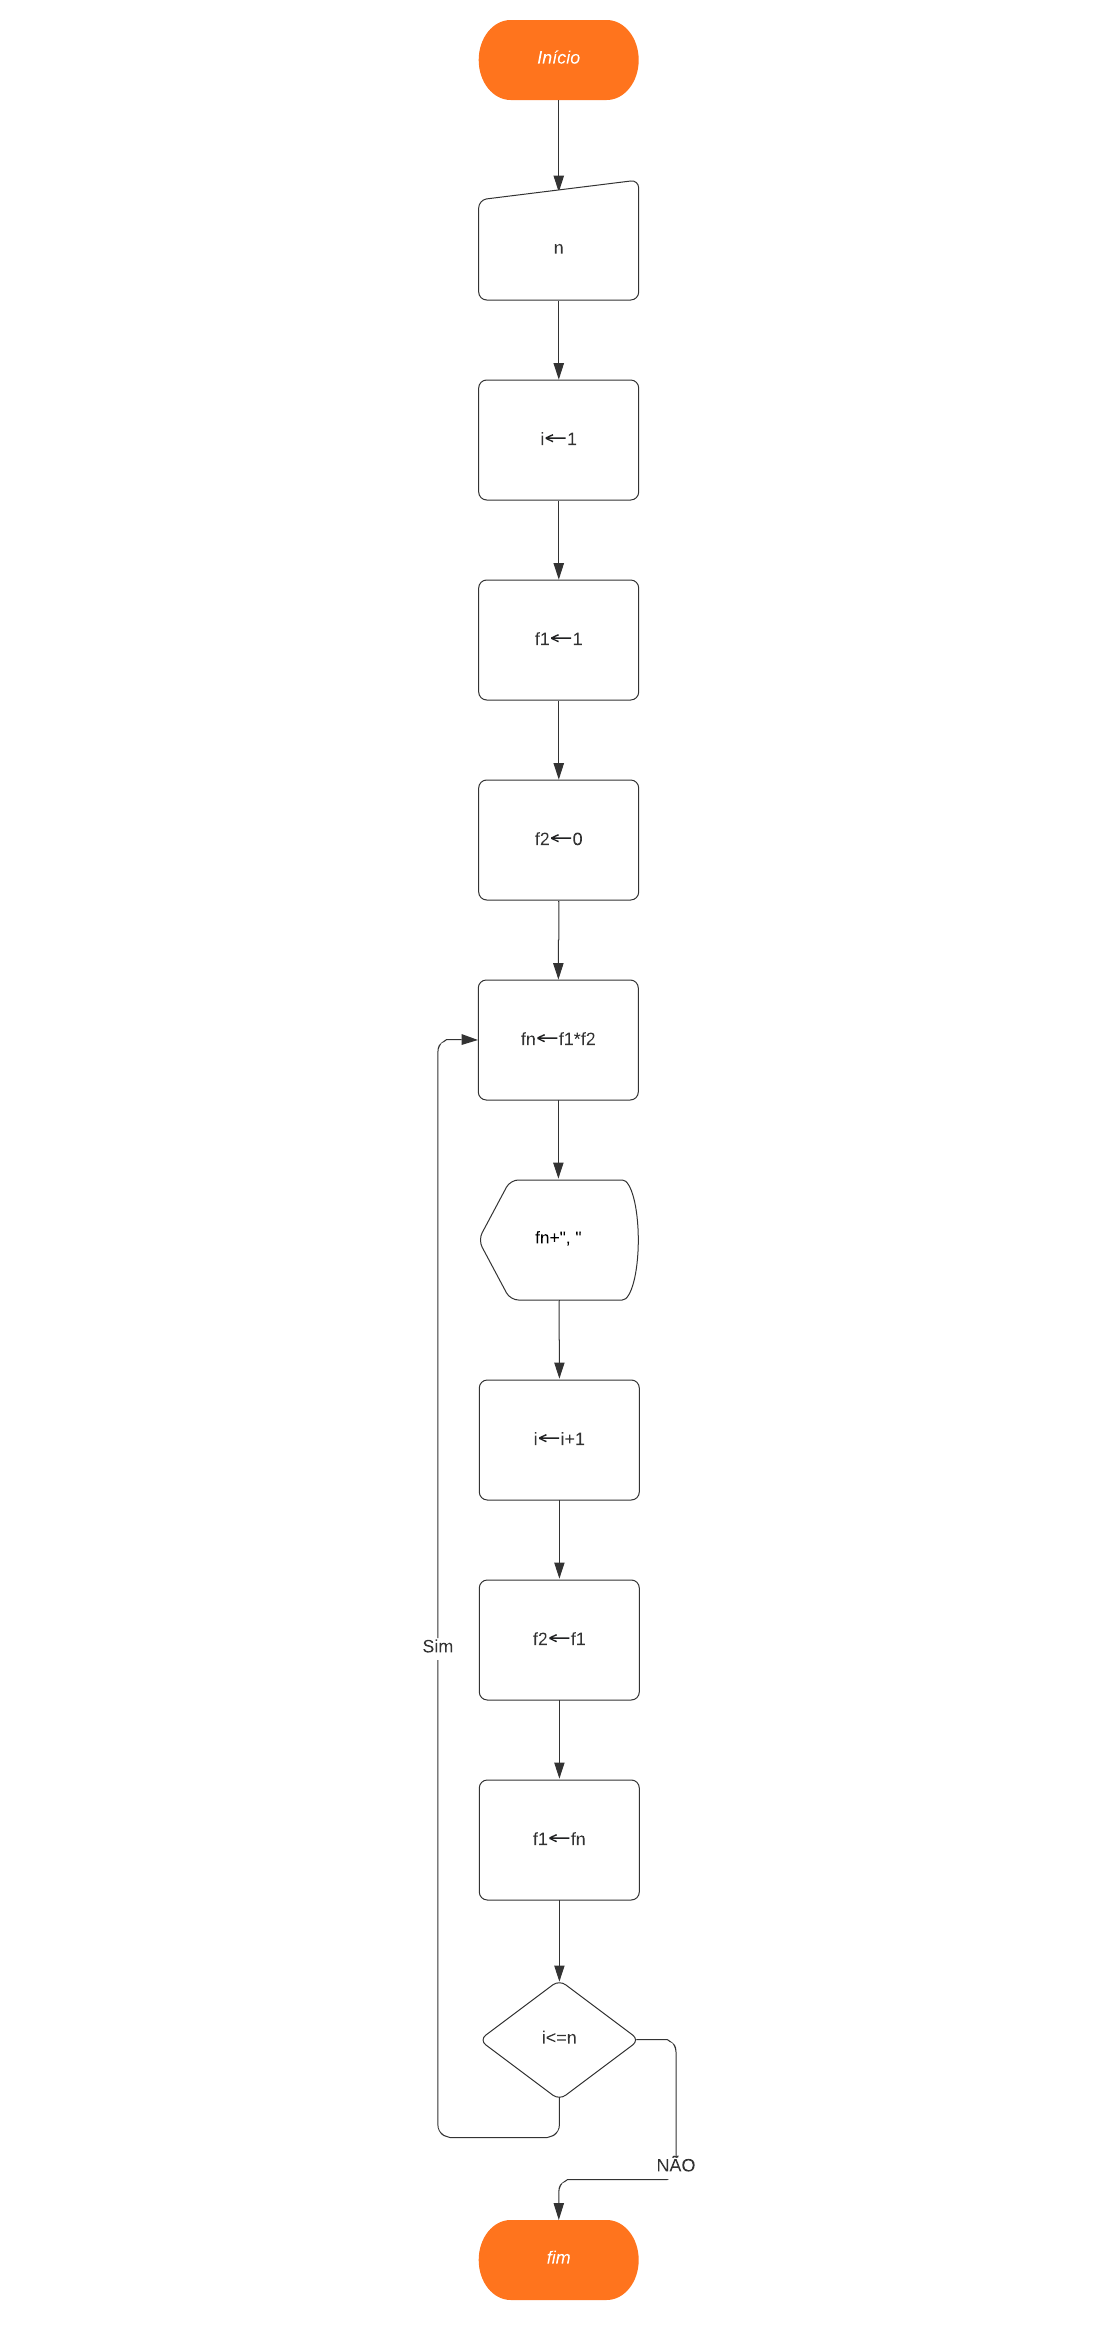 Início
n
i←1
f1←1
f2←0
fn←f1*f2
fn+", "
i←i+1
f2←f1
Sim
f1←fn
i<=n
NÃO
fim